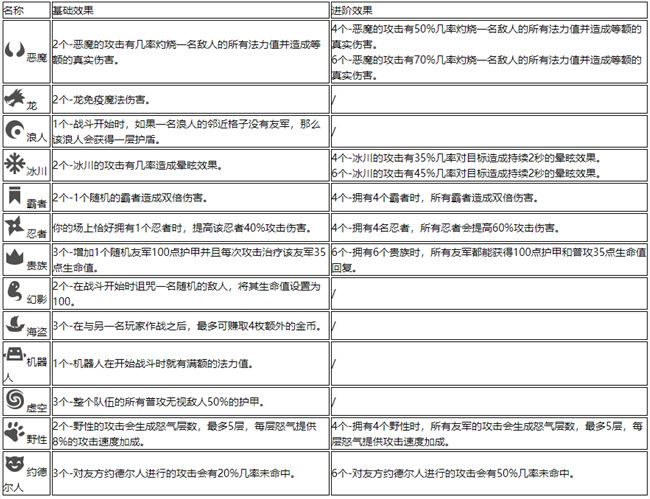 名称 基础效果 进阶效果
恶魔 2个-恶魔的攻击有几率灼烧一名敌人的所有法力值并造成等额的真实伤害。 4个-恶魔的攻击有50%几率灼烧一名敌人的所有法力值并造成等额的真实伤害。
6个-恶魔的攻击有70%几率灼烧一名敌人的所有法力值并造成等额的真实伤害。
龙 2个-龙免疫魔法伤害。 /
浪人 1个-战斗开始时，如果一名浪人的邻近格子没有友军，那么该浪人会获得一层护盾。 /
冰川 2个-冰川的攻击有几率造成晕眩效果。 4个-冰川的攻击有35%几率对目标造成持续2秒的晕眩效果。
6个-冰川的攻击有45%几率对目标造成持续2秒的晕眩效果。
霸者 2个-1个随机的霸者造成双倍伤害。 4个-拥有4个霸者时，所有霸者造成双倍伤害。
忍者 你的场上恰好拥有1个忍者时，提高该忍者40%攻击伤害。 4个-拥有4名忍者，所有忍者会提高60%攻击伤害。
贵族 3个-增加1个随机友军100点护甲并且每次攻击治疗该友军35点生命值。 6个-拥有6个贵族时，所有友军都能获得100点护甲和普攻35点生命值回复。
幻影 2个-在战斗开始时诅咒一名随机的敌人，将其生命值设置为100。 /
海盗 3个-在与另一名玩家作战之后，最多可赚取4枚额外的金币。 /
机器人 1个-机器人在开始战斗时就有满额的法力值。 /
虚空 3个-整个队伍的所有普攻无视敌人50%的护甲。 /
野性 2个-野性的攻击会生成怒气层数，最多5层，每层怒气提供8%的攻击速度加成。 4个-拥有4个野性时，所有友军的攻击会生成怒气层数，最多5层，每层怒气提供攻击速度加成。
约德尔人 3个-对友方约德尔人进行的攻击会有20%几率未命中。 6个-对友方约德尔人进行的攻击会有50%几率未命中。